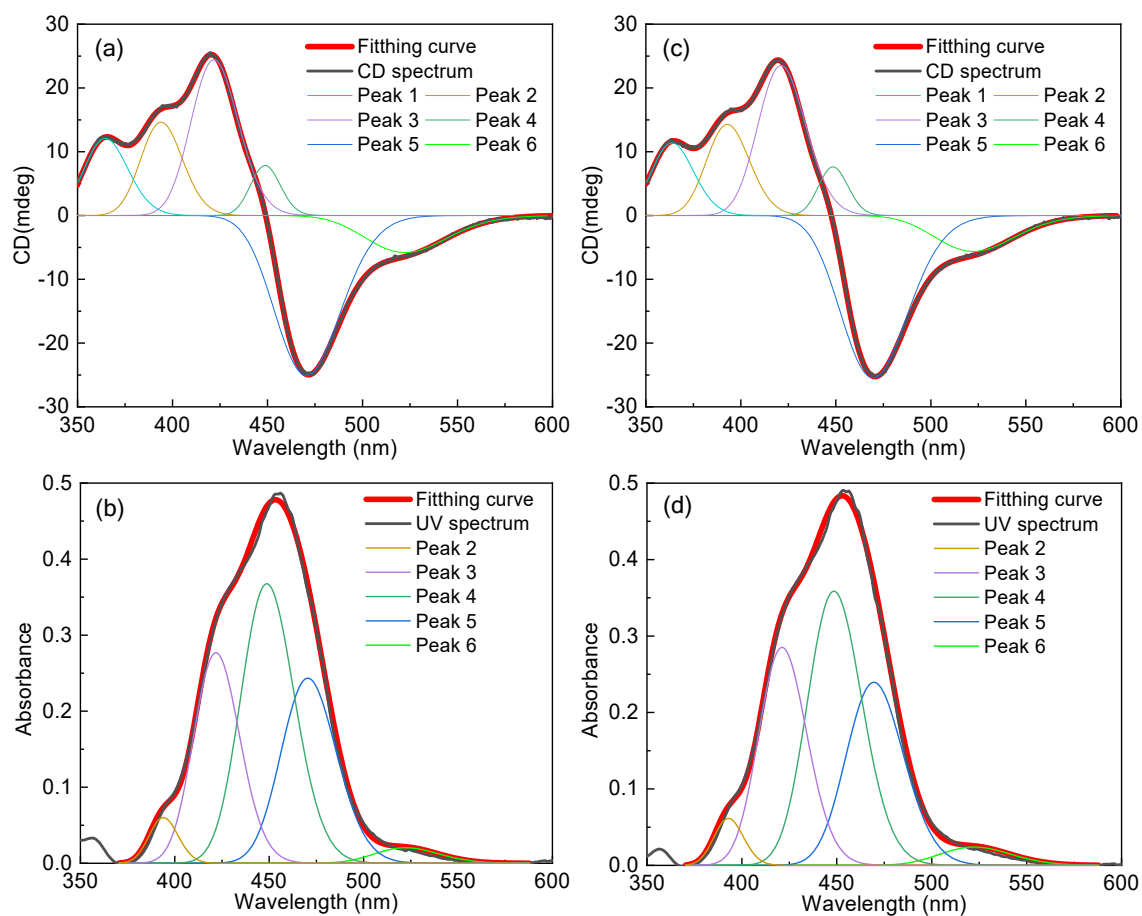 (a)
Fitthing curve
CD spectrum
Peak 1 Peak 2
Peak 3 Peak 4
Peak 5 Peak 6
30
20
10
0
-10
-20
-30
CD(mdeg)
350 400 450 500 550 600
Wavelength (nm)
(c)
Fitthing curve
CD spectrum
Peak 1 Peak 2
Peak 3 Peak 4
Peak 5 Peak 6
30
20
10
0
-10
-20
-30
CD(mdeg)
350 400 450 500 550 600
Wavelength (nm)
(b)
Fitthing curve
UV spectrum
Peak 2
Peak 3
Peak 4
Peak 5
Peak 6
0.5
0.4
0.3
0.2
0.1
0.0
Absorbance
350 400 450 500 550 600
Wavelength (nm)
(d)
Fitthing curve
UV spectrum
Peak 2
Peak 3
Peak 4
Peak 5
Peak 6
0.5
0.4
0.3
0.2
0.1
0.0
Absorbance
350 400 450 500 550 600
Wavelength (nm)